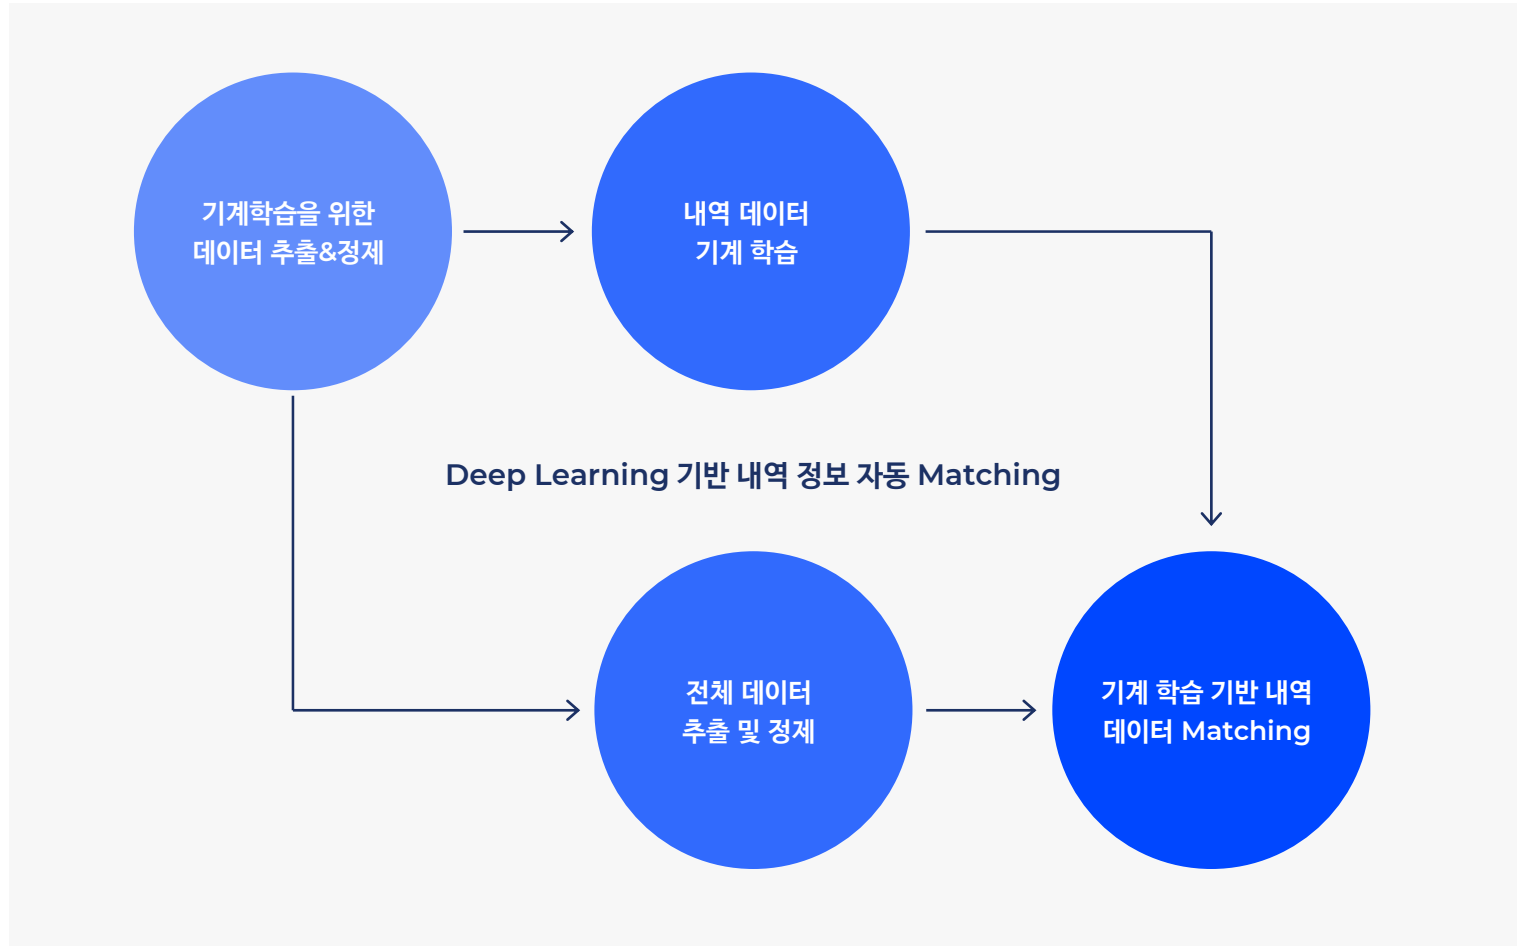 기계학습을 위한
데이터 추출&정제
내역 데이터
기계 학습
Deep Learning 기반 내역 정보 자동 Matching
전체 데이터
추출 및 정제
기계 학습 기반 내역
데이터 Matching